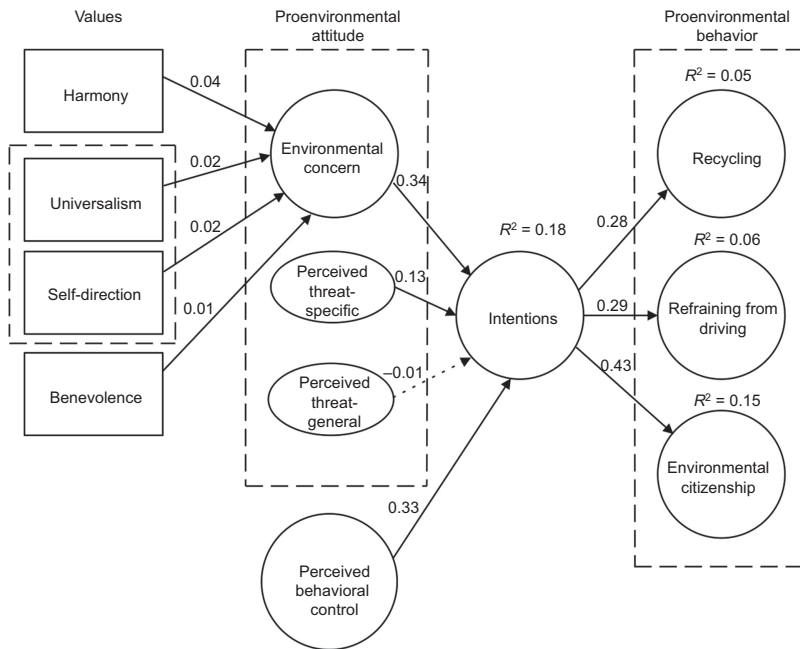 Values
Proenvironmental
attitude
Proenvironmental
behavior
Harmony
0.04
Universalism
0.02
Self-direction
0.02
Benevolence
0.01
Environmental
concern
0.34
Perceived
threat-
specific
0.13
Perceived
threat-
general
–0.01
Perceived
behavioral
control
0.33
R² = 0.18
Intentions
0.28
0.29
0.43
R² = 0.05
Recycling
R² = 0.06
Refraining from
driving
R² = 0.15
Environmental
citizenship